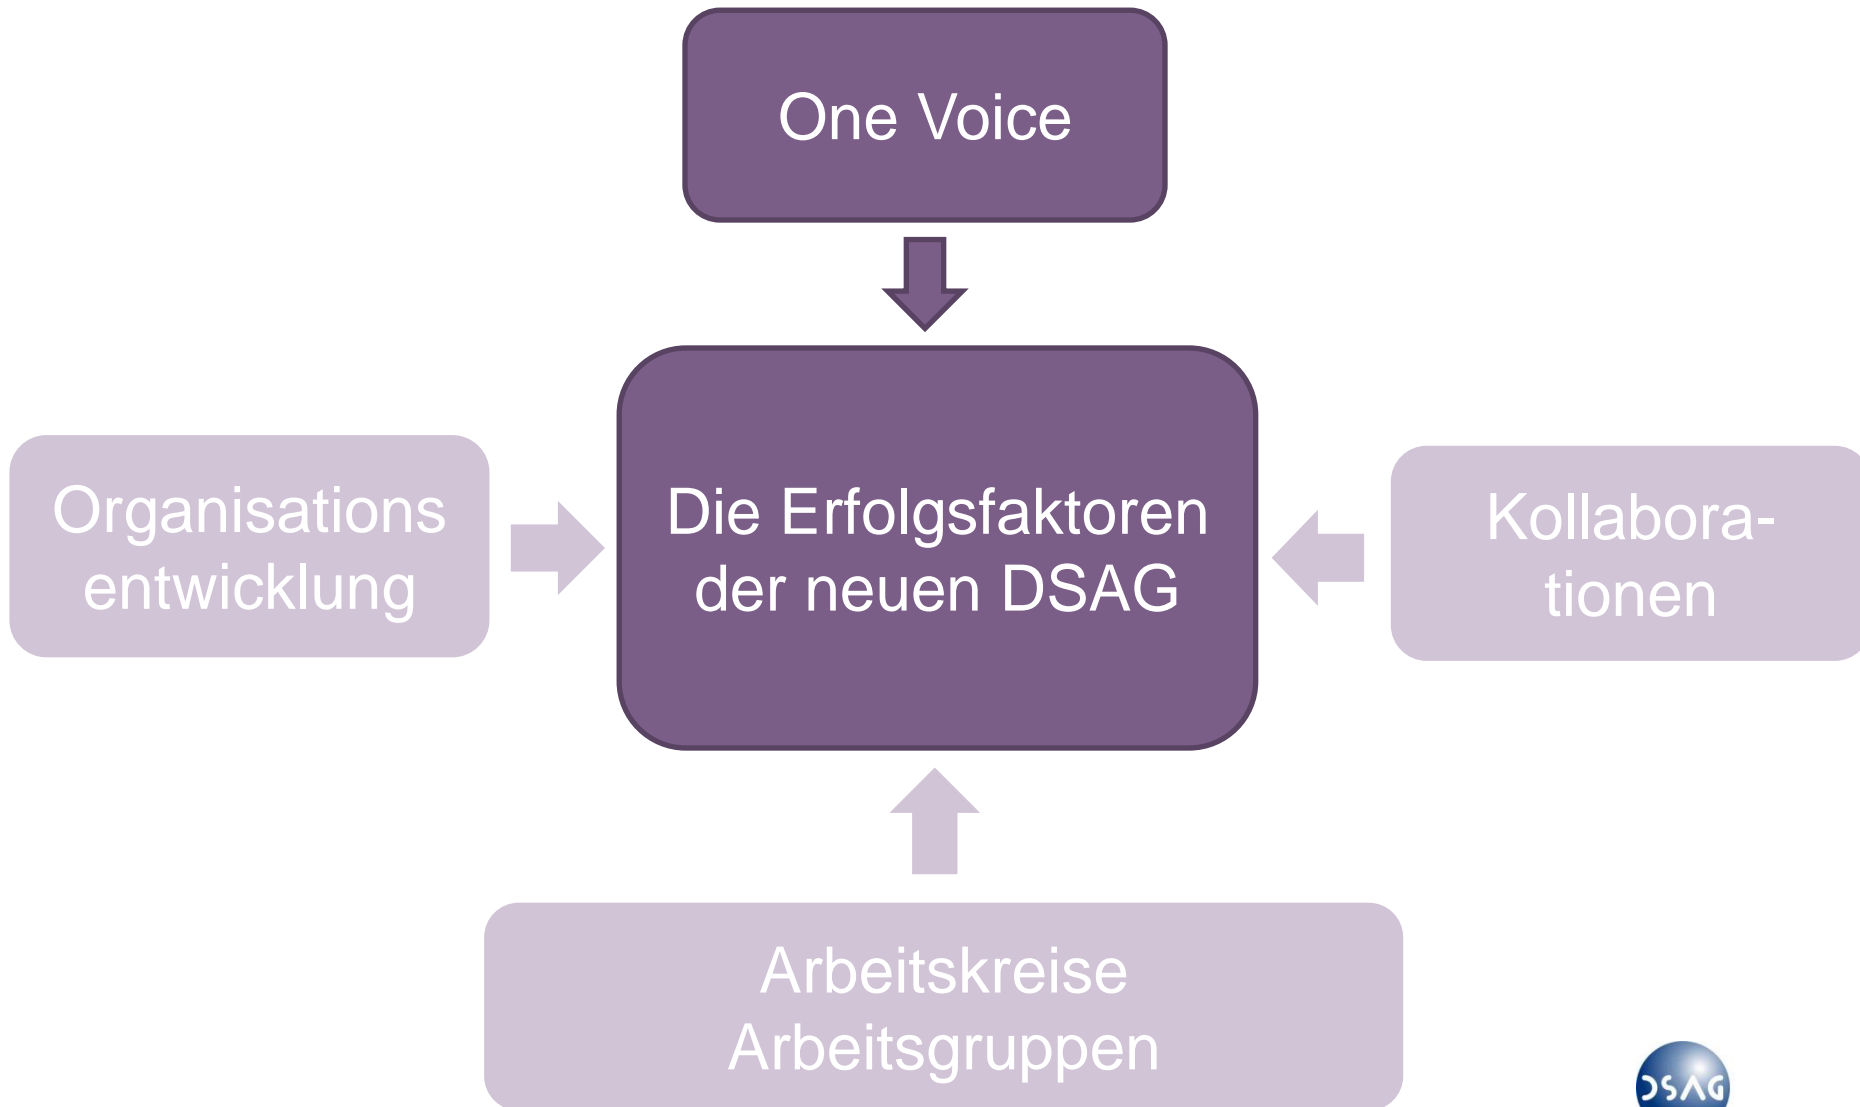 One Voice
Organisations
entwicklung
Die Erfolgsfaktoren
der neuen DSAG
Kollabora-
tionen
Arbeitskreise
Arbeitsgruppen
DSAG